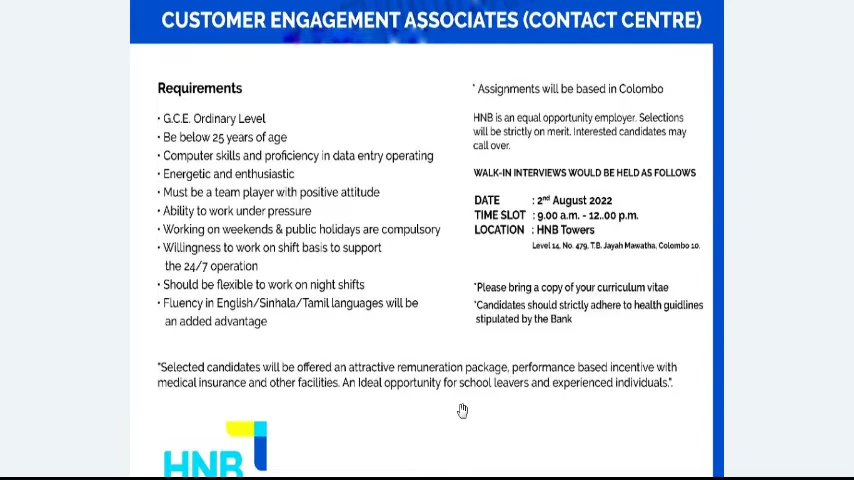 CUSTOMER ENGAGEMENT ASSOCIATES (CONTACT CENTRE)
Requirements
• G.C.E. Ordinary Level
• Be below 25 years of age
• Computer skills and proficiency in data entry operating
• Energetic and enthusiastic
• Must be a team player with positive attitude
• Ability to work under pressure
• Working on weekends & public holidays are compulsory
• Willingness to work on shift basis to support
the 24/7 operation
• Should be flexible to work on night shifts
• Fluency in English/Sinhala/Tamil languages will be
an added advantage
* Assignments will be based in Colombo
HNB is an equal opportunity employer. Selections
will be strictly on merit. Interested candidates may
call over.
WALK-IN INTERVIEWS WOULD BE HELD AS FOLLOWS
DATE : 2nd August 2022
TIME SLOT : 9.00 a.m. - 12..00 p.m.
LOCATION : HNB Towers
Level 14, No. 479, T.B. Jayah Mawatha, Colombo 10.
*Please bring a copy of your curriculum vitae
*Candidates should strictly adhere to health guidlines
stipulated by the Bank
"Selected candidates will be offered an attractive remuneration package, performance based incentive with
medical insurance and other facilities. An Ideal opportunity for school leavers and experienced individuals.".
HNB